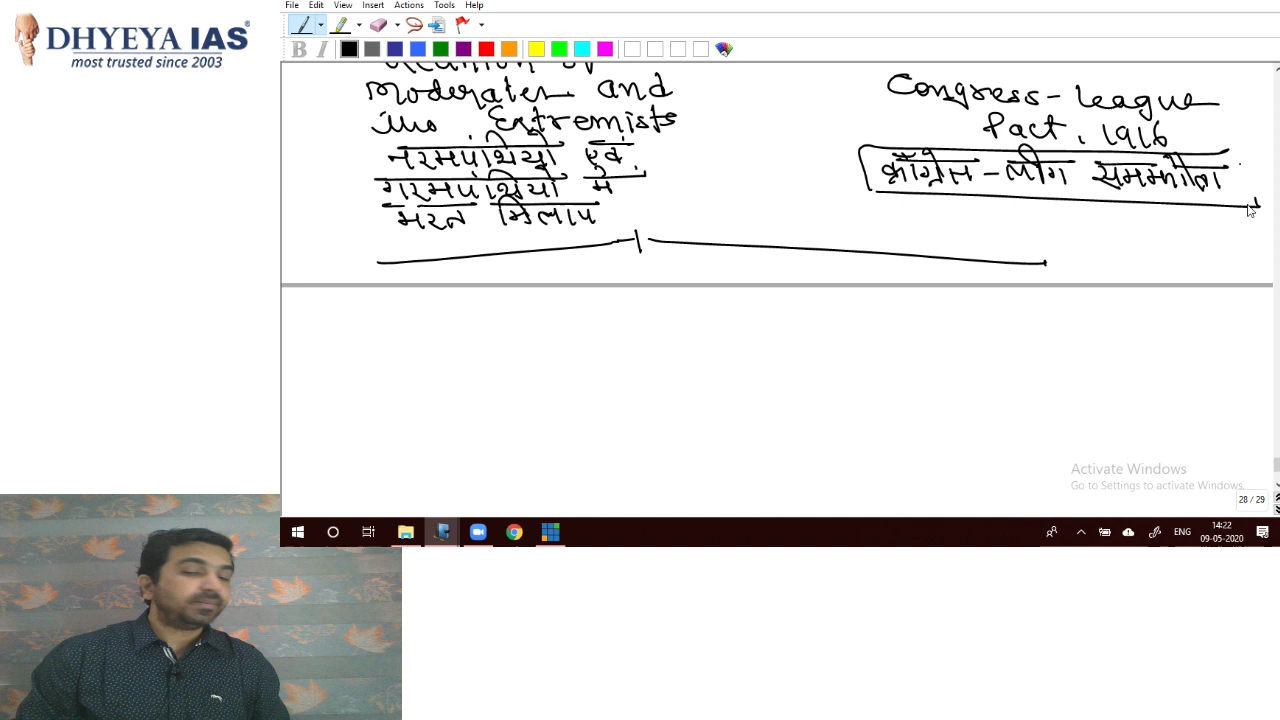 DHYEYA IAS
most trusted since 2003
File Edit View Insert Actions Tools Help
B I
moderates and
Extremists
नरमपंथियों एवं
गरमपंथियों में
भरत मिलाप
Congress - League
Pact, 1916
काँग्रेस - लीग समझौता
Activate Windows
Go to Settings to activate Windows.
28 / 29
ENG
14:22
09-05-2020